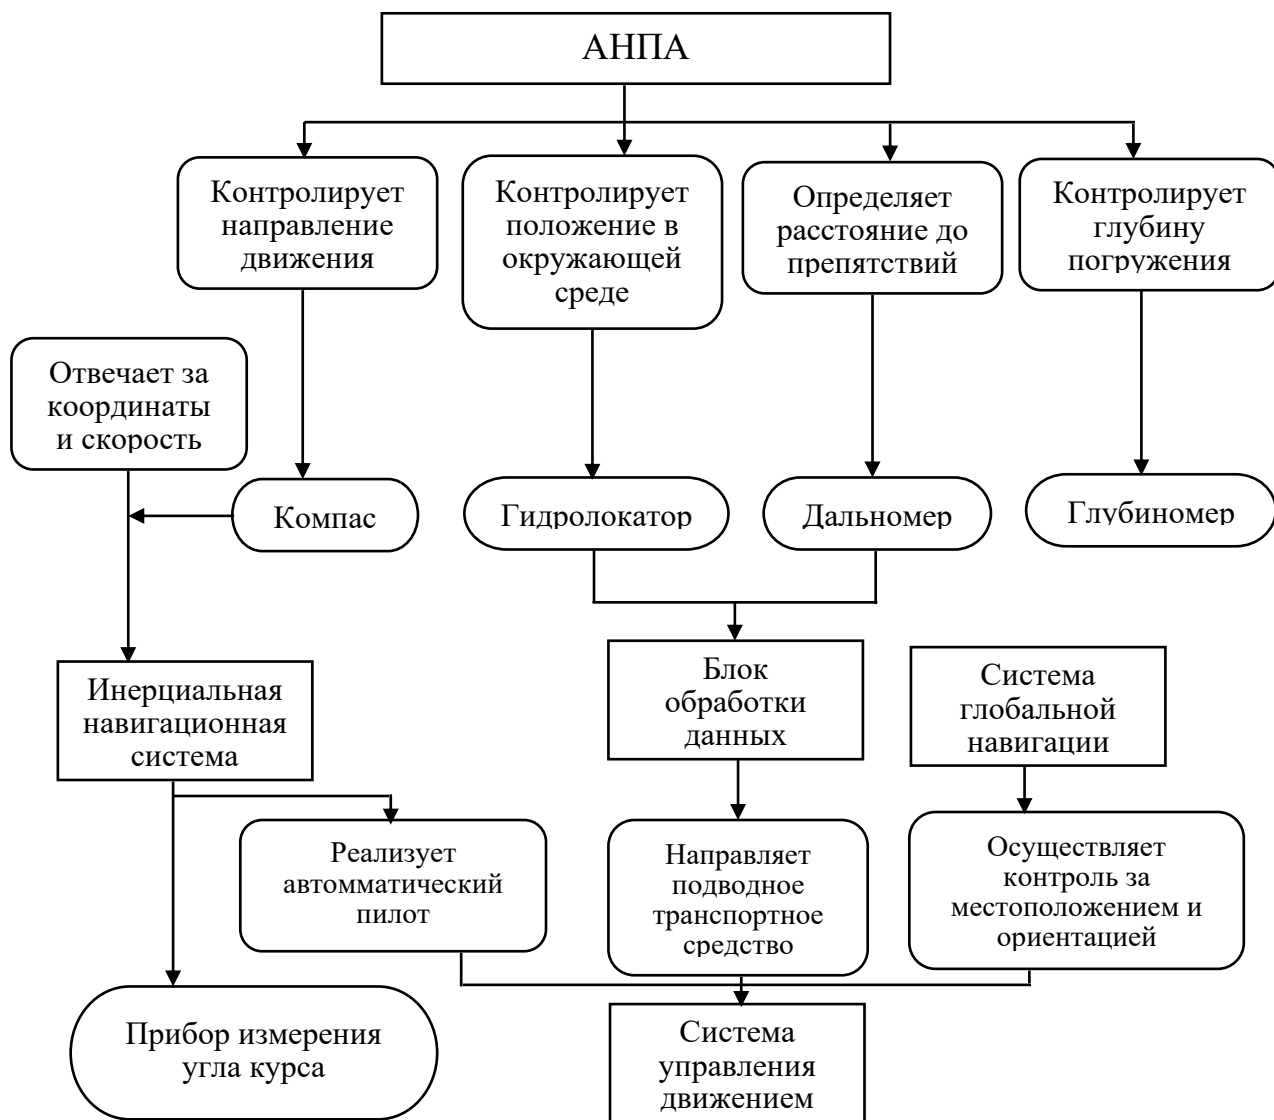 АНПА
Контролирует
направление
движения
Контролирует
положение в
окружающей
среде
Определяет
расстояние до
препятствий
Контролирует
глубину
погружения
Отвечает за
координаты
и скорость
Компас
Гидролокатор
Дальномер
Глубиномер
Инерциальная
навигационная
система
Блок
обработки
данных
Система
глобальной
навигации
Реализует
автомматический
пилот
Направляет
подводное
транспортное
средство
Осуществляет
контроль за
местоположением и
ориентацией
Прибор измерения
угла курса
Система
управления
движением